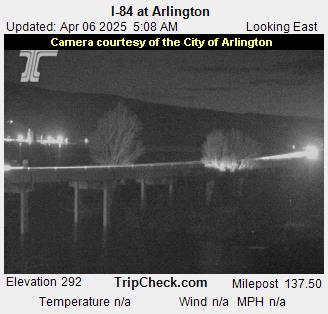 I-84 at Arlington
Updated: Apr 06 2025 5:08 AM Looking East
Camera courtesy of the City of Arlington
Elevation 292 TripCheck.com Milepost 137.50
Temperature n/a Wind n/a MPH n/a